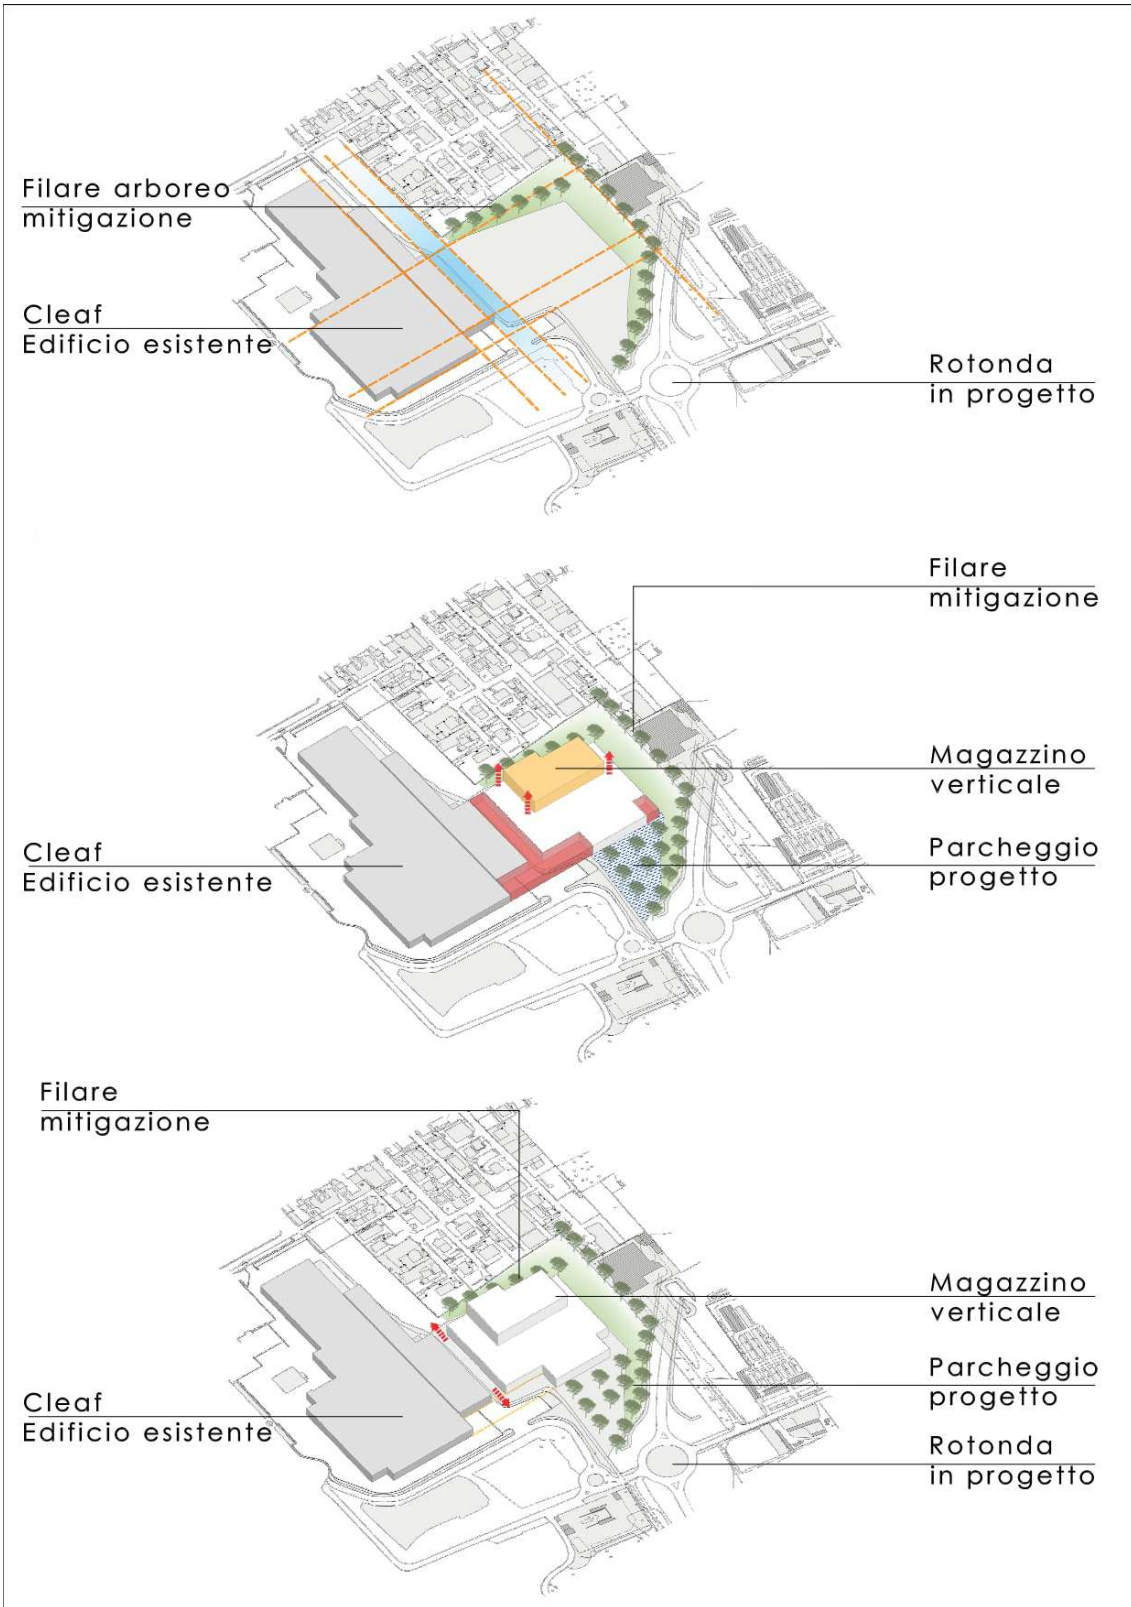 Filare arboreo
mitigazione
Cleaf
Edificio esistente
Rotonda
in progetto
Filare
mitigazione
Magazzino
verticale
Cleaf
Edificio esistente
Parcheggio
progetto
Filare
mitigazione
Magazzino
verticale
Parcheggio
progetto
Cleaf
Edificio esistente
Rotonda
in progetto